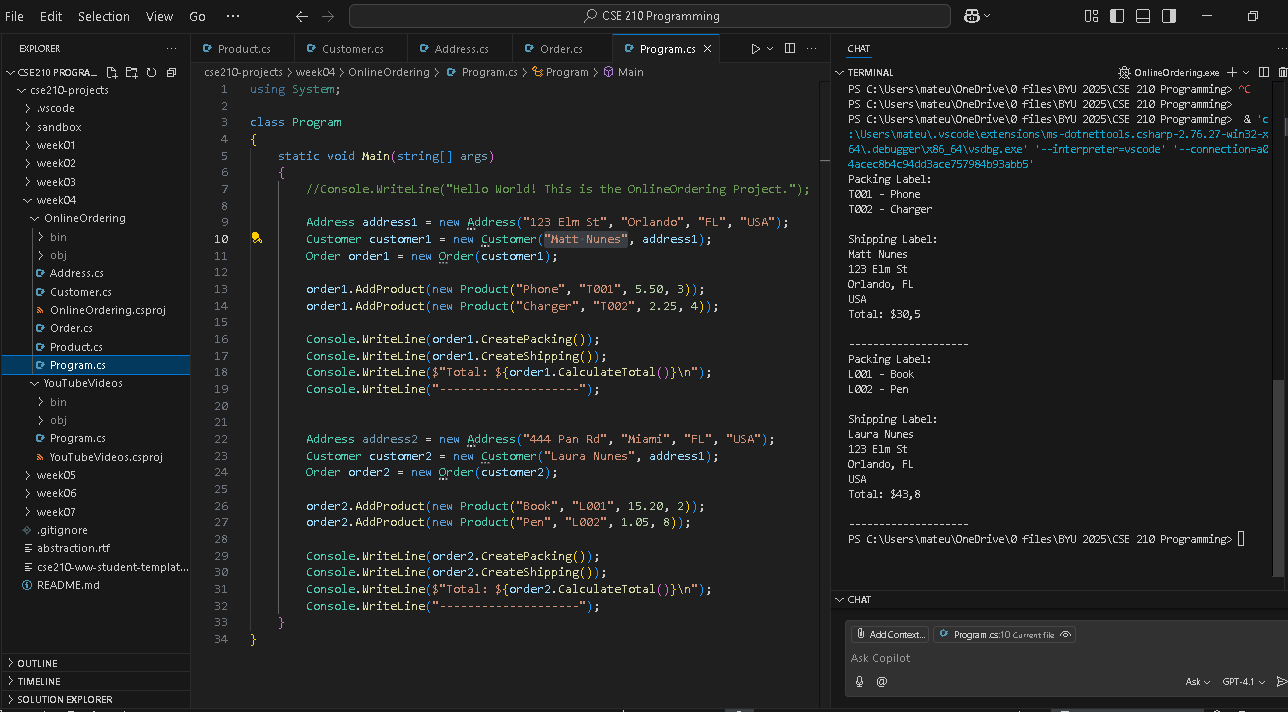 File Edit Selection View Go ··· CSE 210 Programming
EXPLORER ···
CSE210 PROGRA...
cse210-projects
.vscode
sandbox
week01
week02
week03
week04
OnlineOrdering
bin
obj
Address.cs
Customer.cs
OnlineOrdering.csproj
Order.cs
Product.cs
Program.cs
YouTubeVideos
bin
obj
Program.cs
YouTubeVideos.csproj
week05
week06
week07
.gitignore
abstraction.rtf
cse210-ww-student-templat...
README.md
OUTLINE
TIMELINE
SOLUTION EXPLORER
Product.cs Customer.cs Address.cs Order.cs Program.cs
cse210-projects > week04 > OnlineOrdering > Program.cs > Program > Main
1 using System;
2
3 class Program
4 {
5 static void Main(string[] args)
6 {
7 //Console.WriteLine("Hello World! This is the OnlineOrdering Project.");
8
9 Address address1 = new Address("123 Elm St", "Orlando", "FL", "USA");
10 Customer customer1 = new Customer("Matt Nunes", address1);
11 Order order1 = new Order(customer1);
12
13 order1.AddProduct(new Product("Phone", "T001", 5.50, 3));
14 order1.AddProduct(new Product("Charger", "T002", 2.25, 4));
15
16 Console.WriteLine(order1.CreatePacking());
17 Console.WriteLine(order1.CreateShipping());
18 Console.WriteLine($"Total: ${order1.CalculateTotal()}\n");
19 Console.WriteLine("--------------------");
20
21
22 Address address2 = new Address("444 Pan Rd", "Miami", "FL", "USA");
23 Customer customer2 = new Customer("Laura Nunes", address1);
24 Order order2 = new Order(customer2);
25
26 order2.AddProduct(new Product("Book", "L001", 15.20, 2));
27 order2.AddProduct(new Product("Pen", "L002", 1.05, 8));
28
29 Console.WriteLine(order2.CreatePacking());
30 Console.WriteLine(order2.CreateShipping());
31 Console.WriteLine($"Total: ${order2.CalculateTotal()}\n");
32 Console.WriteLine("--------------------");
33 }
34 }
CHAT
TERMINAL OnlineOrdering.exe
PS C:\Users\mateu\OneDrive\0 files\BYU 2025\CSE 210 Programming> ^C
PS C:\Users\mateu\OneDrive\0 files\BYU 2025\CSE 210 Programming>
PS C:\Users\mateu\OneDrive\0 files\BYU 2025\CSE 210 Programming> & 'c
:\Users\mateu\.vscode\extensions\ms-dotnettools.csharp-2.76.27-win32-x
64\.debugger\x86_64\vsdbg.exe' '--interpreter=vscode' '--connection=a0
4acec8b4c94dd3ace757984b93abb5'
Packing Label:
T001 - Phone
T002 - Charger
Shipping Label:
Matt Nunes
123 Elm St
Orlando, FL
USA
Total: $30,5
--------------------
Packing Label:
L001 - Book
L002 - Pen
Shipping Label:
Laura Nunes
123 Elm St
Orlando, FL
USA
Total: $43,8
--------------------
PS C:\Users\mateu\OneDrive\0 files\BYU 2025\CSE 210 Programming>
CHAT
Add Context... Program.cs:10 Current file
Ask Copilot
@ Ask GPT-4.1